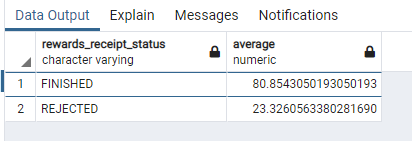 Data Output Explain Messages Notifications
rewards_receipt_status average
character varying numeric
1 FINISHED 80.8543050193050193
2 REJECTED 23.3260563380281690